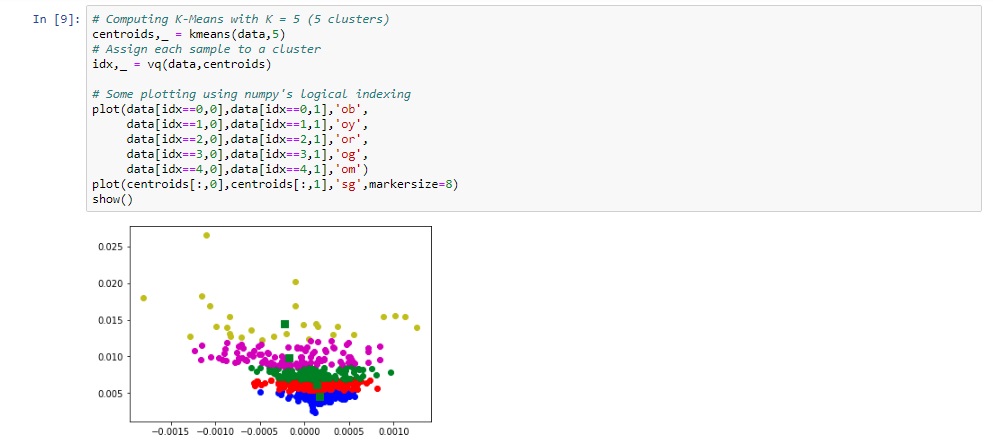 In [9]: # Computing K-Means with K = 5 (5 clusters)
centroids,_ = kmeans(data,5)
# Assign each sample to a cluster
idx,_ = vq(data,centroids)
# Some plotting using numpy's logical indexing
plot(data[idx==0,0],data[idx==0,1],'ob',
data[idx==1,0],data[idx==1,1],'oy',
data[idx==2,0],data[idx==2,1],'or',
data[idx==3,0],data[idx==3,1],'og',
data[idx==4,0],data[idx==4,1],'om')
plot(centroids[:,0],centroids[:,1],'sg',markersize=8)
show()
0.025
0.020
0.015
0.010
0.005
−0.0015 −0.0010 −0.0005 0.0000 0.0005 0.0010